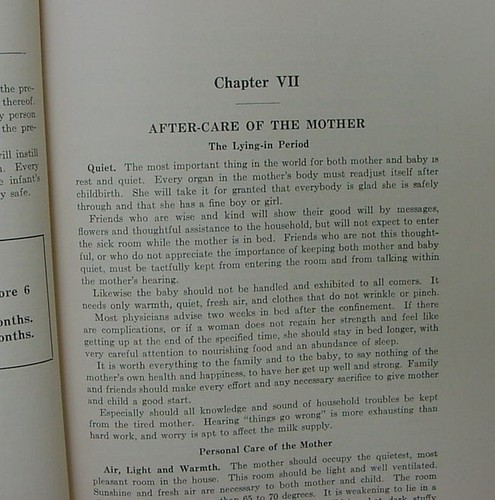 the pre-
thereof.
y person
the pre-
will instill
n. Every
e infant's
y safe.
ore 6
onths.
onths.
Chapter VII
AFTER-CARE OF THE MOTHER
The Lying-in Period
Quiet. The most important thing in the world for both mother and baby is
rest and quiet. Every organ in the mother's body must readjust itself after
childbirth. She will take it for granted that everybody is glad she is safely
through and that she has a fine boy or girl.
Friends who are wise and kind will show their good will by messages,
flowers and thoughtful assistance to the household, but will not expect to enter
the sick room while the mother is in bed. Friends who are not this thought-
ful, or who do not appreciate the importance of keeping both mother and baby
quiet, must be tactfully kept from entering the room and from talking within
the mother's hearing.
Likewise the baby should not be handled and exhibited to all comers. It
needs only warmth, quiet, fresh air, and clothes that do not wrinkle or pinch.
Most physicians advise two weeks in bed after the confinement. If there
are complications, or if a woman does not regain her strength and feel like
getting up at the end of the specified time, she should stay in bed longer, with
very careful attention to nourishing food and an abundance of sleep.
It is worth everything to the family and to the baby, to say nothing of the
mother's own health and happiness, to have her get up well and strong. Family
and friends should make every effort and any necessary sacrifice to give mother
and child a good start.
Especially should all knowledge and sound of household troubles be kept
from the tired mother. Hearing "things go wrong" is more exhausting than
hard work, and worry is apt to affect the milk supply.
Personal Care of the Mother
Air, Light and Warmth. The mother should occupy the quietest, most
pleasant room in the house. This room should be light and well ventilated.
Sunshine and fresh air are necessary to both mother and child. The room
than 65 to 70 degrees. It is weakening to lie in a
dark, stuffy